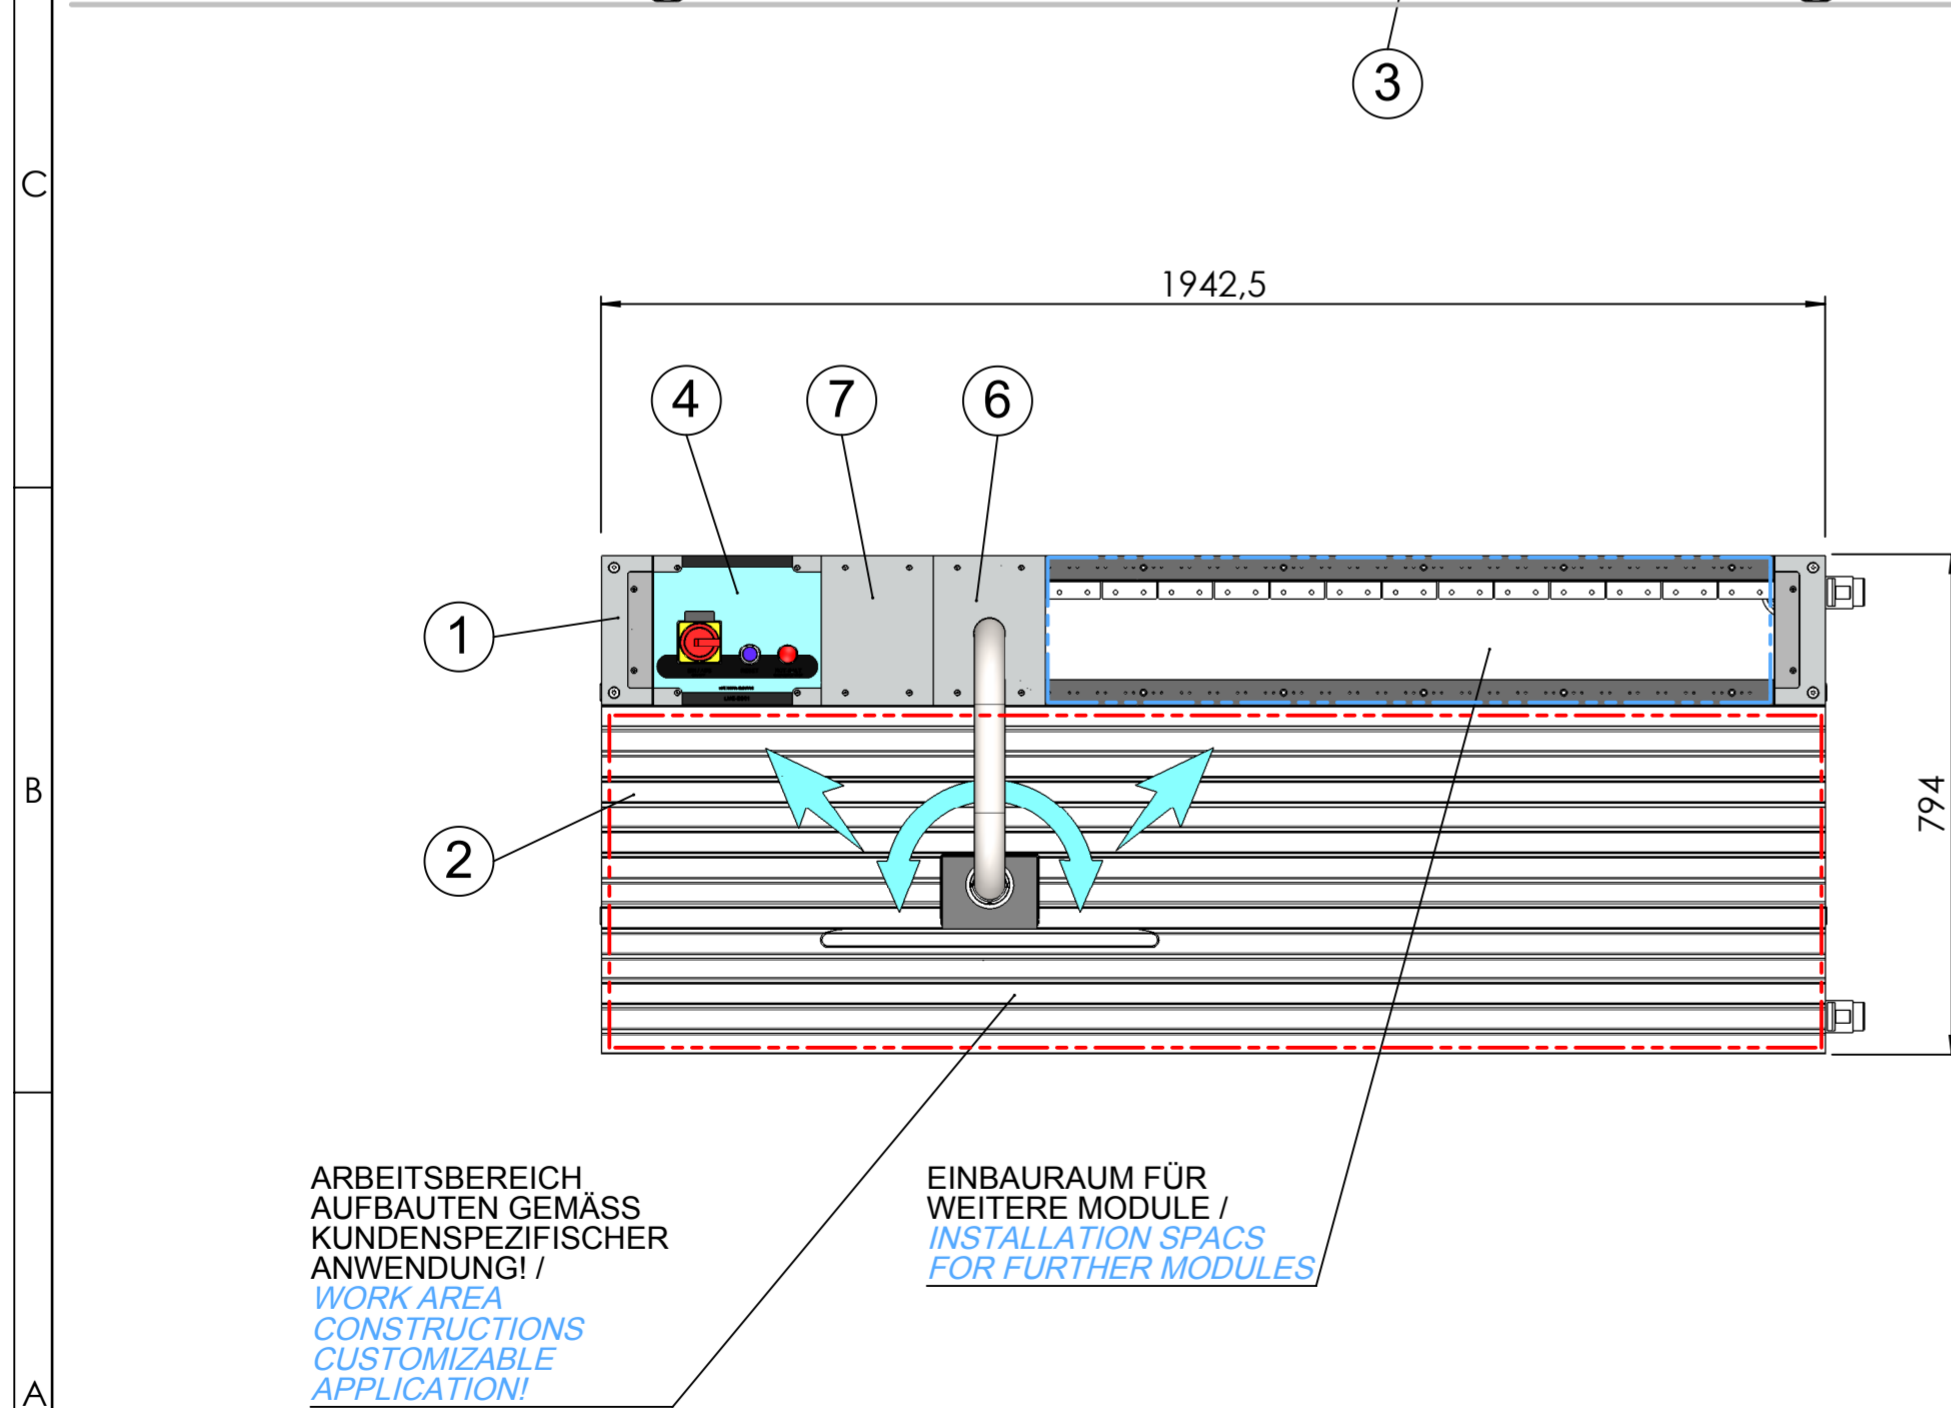 3
C
1942,5
4
7
6
1
B
794
2
ARBEITSBEREICH
AUFBAUTEN GEMÄSS
KUNDENSPEZIFISCHER
ANWENDUNG! /
WORK AREA
CONSTRUCTIONS
CUSTOMIZABLE
APPLICATION!
EINBAURAUM FÜR
WEITERE MODULE /
INSTALLATION SPACS
FOR FURTHER MODULES
A